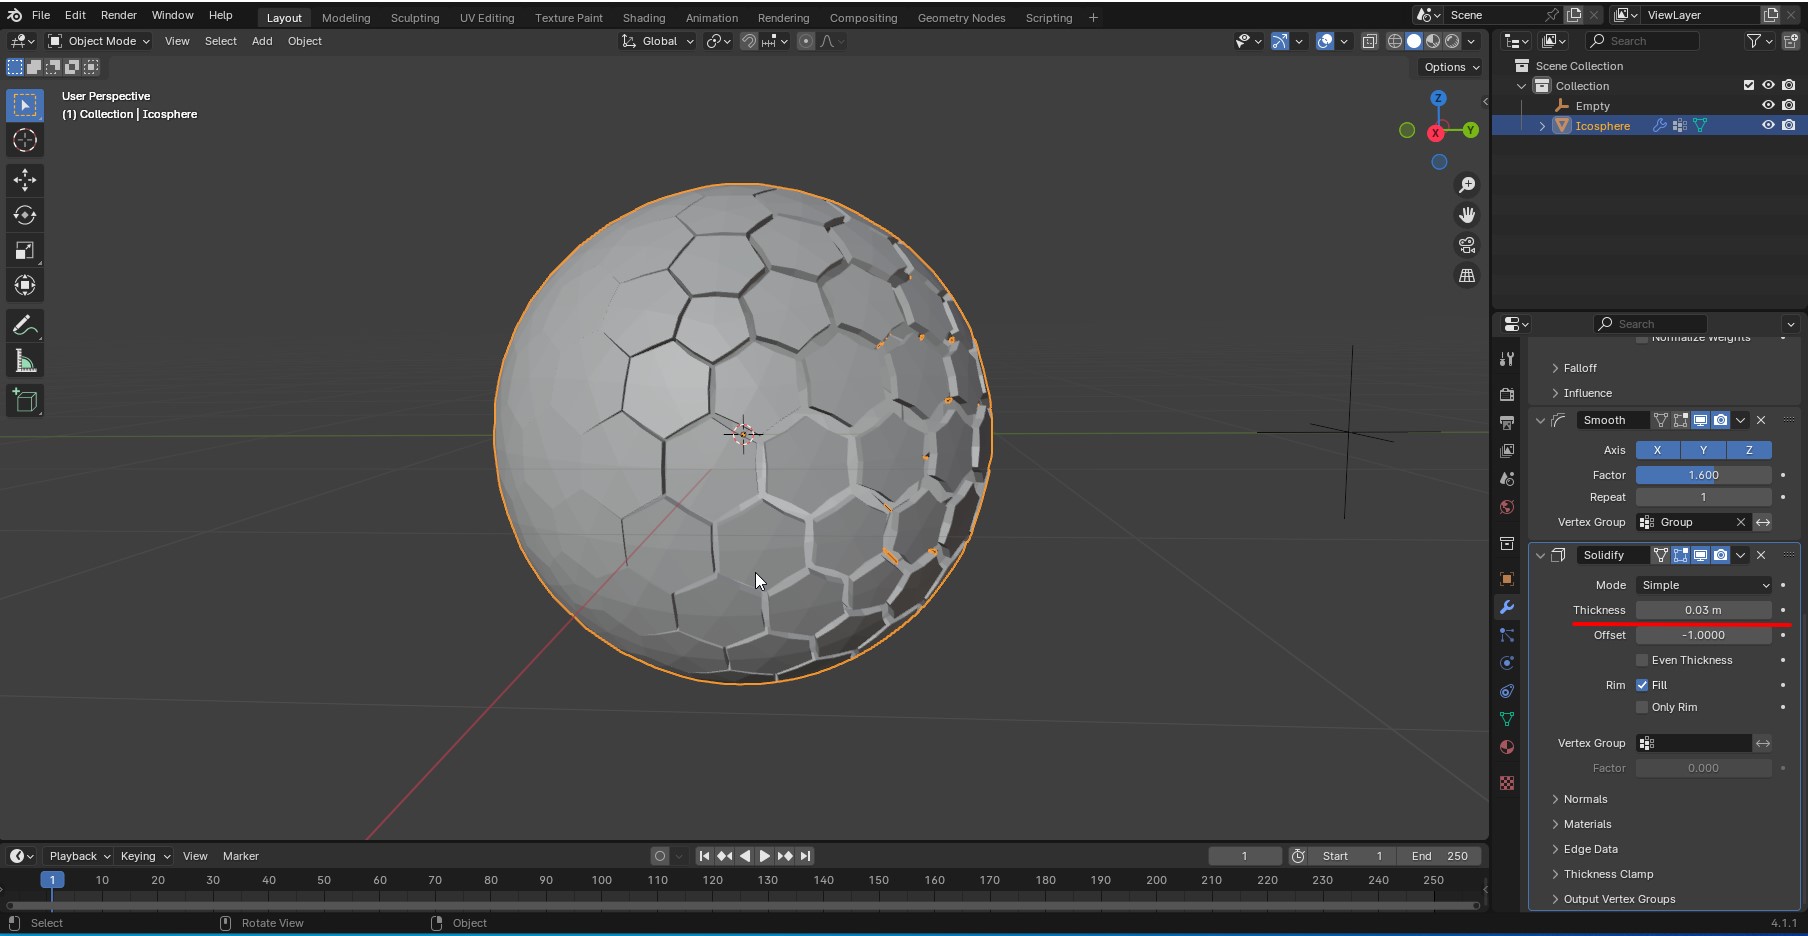 File Edit Render Window Help Layout Modeling Sculpting UV Editing Texture Paint Shading Animation Rendering Compositing Geometry Nodes Scripting + Scene ViewLayer
Object Mode View Select Add Object Global Search
Options
User Perspective
(1) Collection | Icosphere
Z
Y
X
Scene Collection
Collection
Empty
Icosphere
Search
Normalize Weights
Falloff
Influence
Smooth
Axis X Y Z
Factor 1.600
Repeat 1
Vertex Group Group
Solidify
Mode Simple
Thickness 0.03 m
Offset -1.0000
Even Thickness
Rim Fill
Only Rim
Vertex Group
Factor 0.000
Normals
Materials
Edge Data
Thickness Clamp
Output Vertex Groups
Playback Keying View Marker 1 Start 1 End 250
1 10 20 30 40 50 60 70 80 90 100 110 120 130 140 150 160 170 180 190 200 210 220 230 240 250
Select Rotate View Object 4.1.1